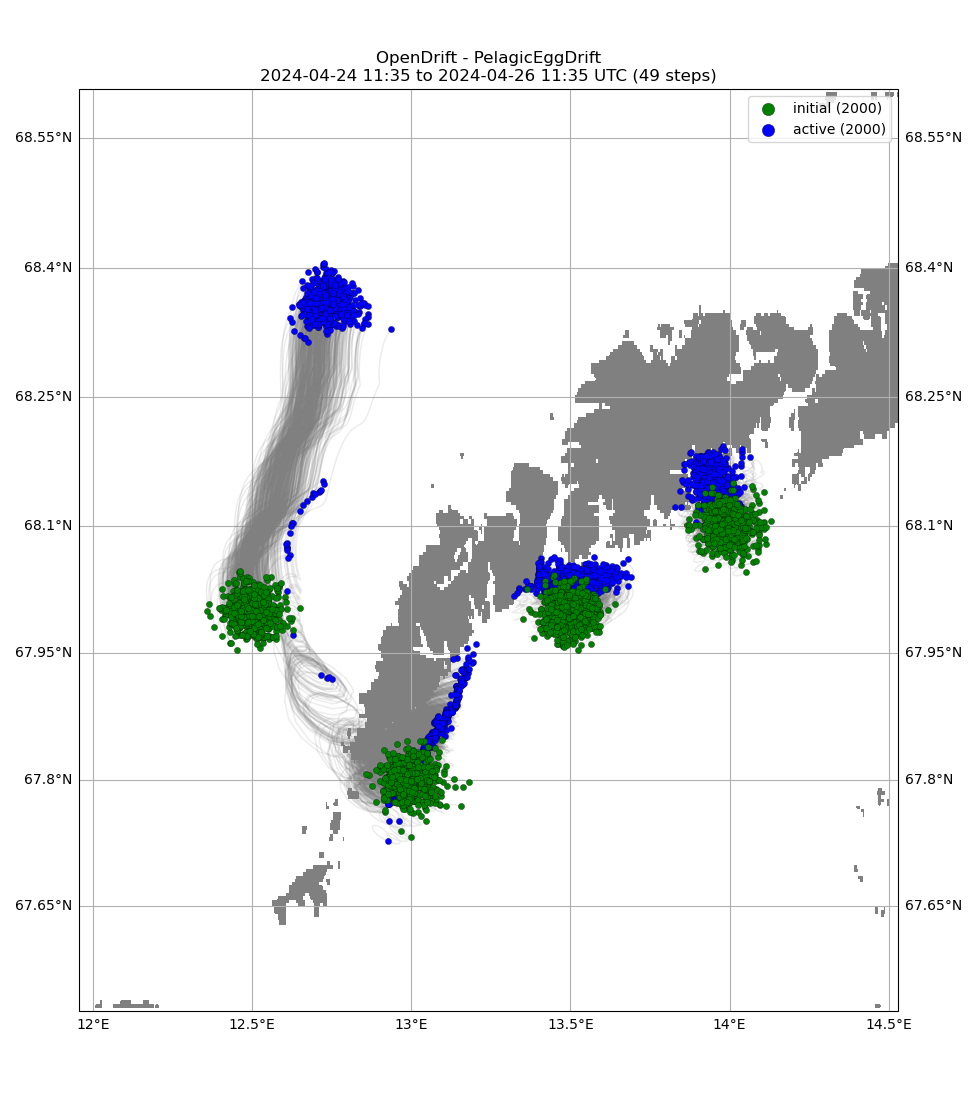 OpenDrift - PelagicEggDrift
2024-04-24 11:35 to 2024-04-26 11:35 UTC (49 steps)
initial (2000)
active (2000)
68.55°N
68.55°N
68.4°N
68.4°N
68.25°N
68.25°N
68.1°N
68.1°N
67.95°N
67.95°N
67.8°N
67.8°N
67.65°N
67.65°N
12°E
12.5°E
13°E
13.5°E
14°E
14.5°E